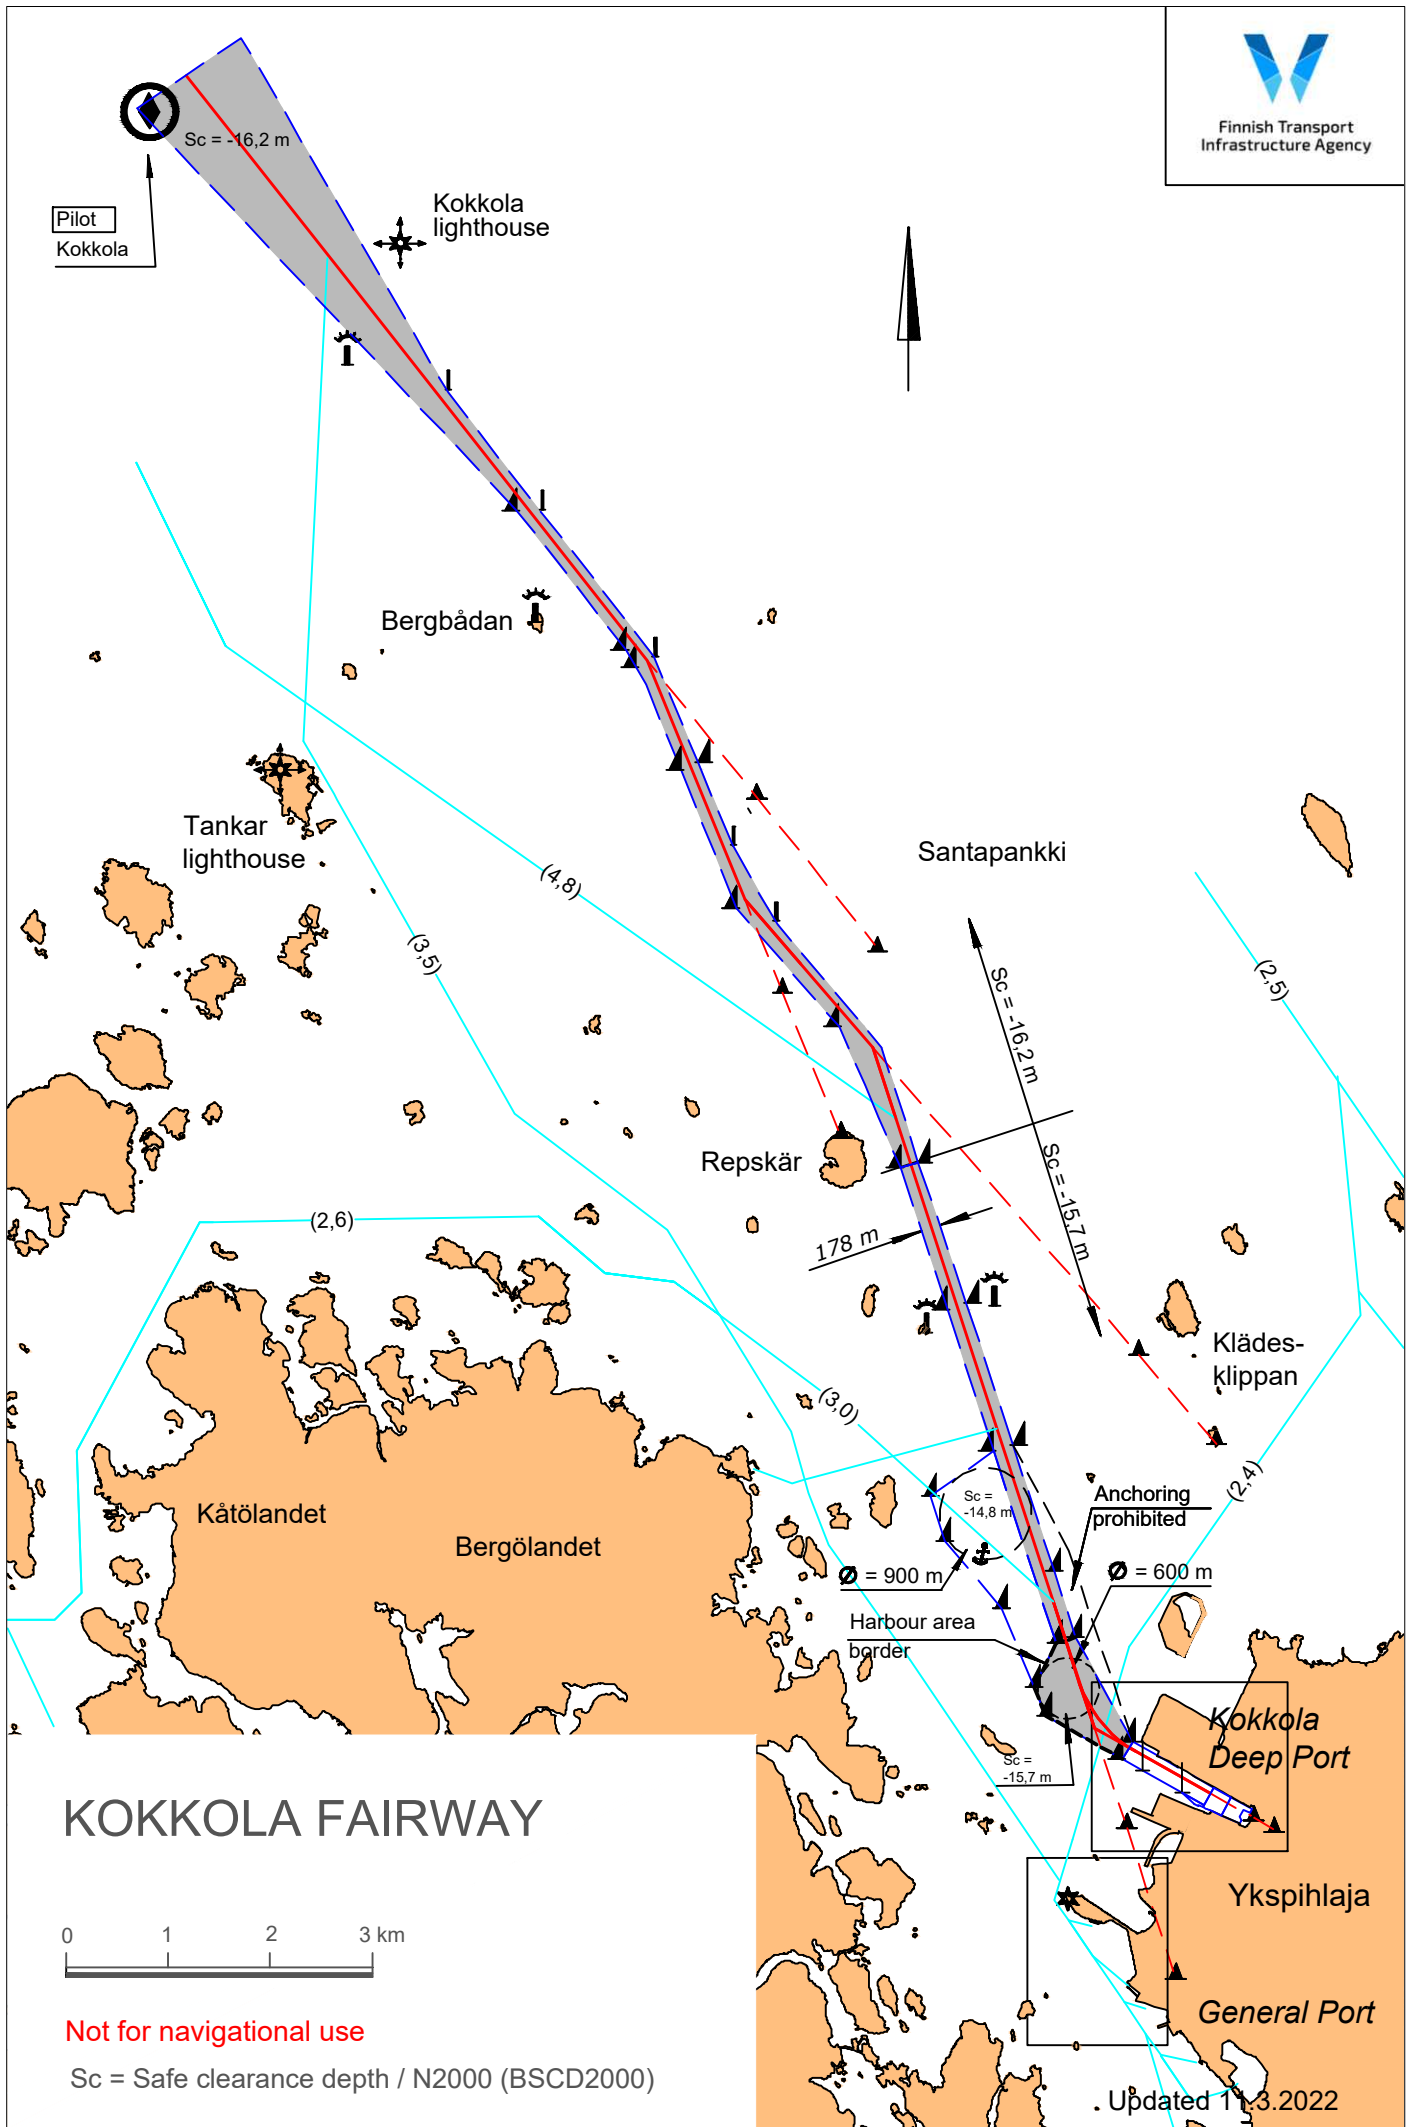 Finnish Transport
Infrastructure Agency
Sc = -16,2 m
Pilot
Kokkola
Kokkola
lighthouse
Bergbådan
Tankar
lighthouse
Santapankki
(4,8)
(3,5)
(2,5)
Sc = -16,2 m
Sc = -15,7 m
Repskär
178 m
(2,6)
Klädes-
klippan
(3,0)
(2,4)
Kåtölandet
Bergölandet
Sc =
-14,8 m
Anchoring
prohibited
Ø = 900 m
Ø = 600 m
Harbour area
border
Kokkola
Deep Port
Sc =
-15,7 m
KOKKOLA FAIRWAY
Ykspihlaja
0 1 2 3 km
General Port
Not for navigational use
Sc = Safe clearance depth / N2000 (BSCD2000)
Updated 11.3.2022